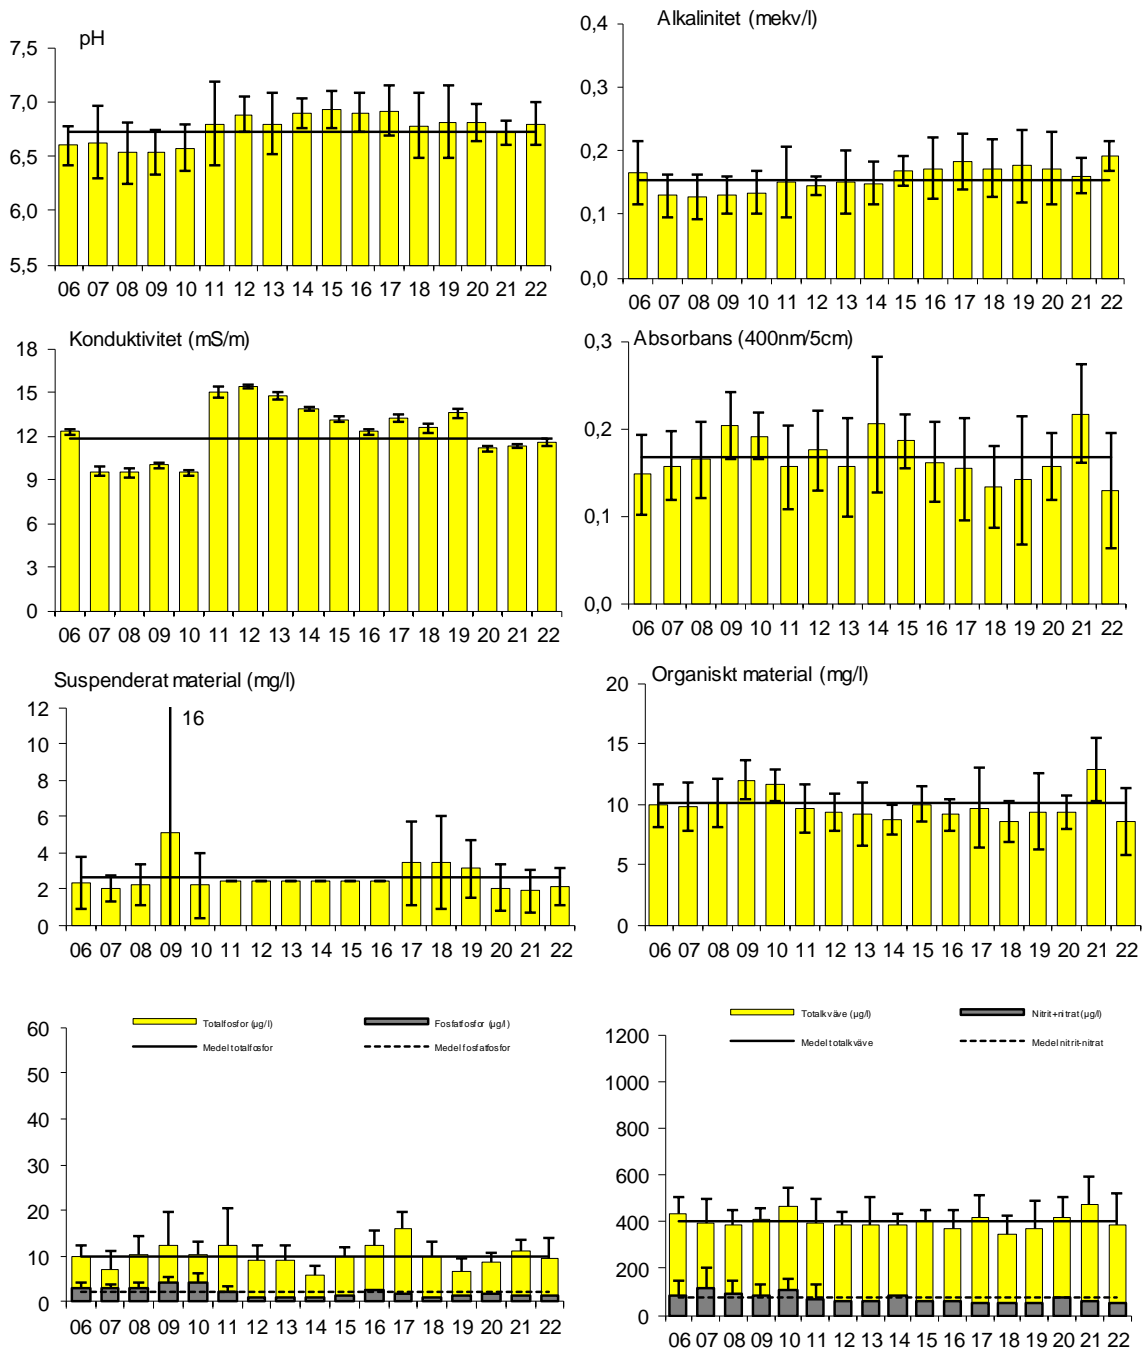 pH
7,5
7,0
6,5
6,0
5,5
06 07 08 09 10 11 12 13 14 15 16 17 18 19 20 21 22
Alkalinitet (mekv/l)
0,4
0,3
0,2
0,1
0,0
06 07 08 09 10 11 12 13 14 15 16 17 18 19 20 21 22
Konduktivitet (mS/m)
18
15
12
9
6
3
0
06 07 08 09 10 11 12 13 14 15 16 17 18 19 20 21 22
Absorbans (400nm/5cm)
0,3
0,2
0,1
0,0
06 07 08 09 10 11 12 13 14 15 16 17 18 19 20 21 22
Suspenderat material (mg/l)
12
16
10
8
6
4
2
0
06 07 08 09 10 11 12 13 14 15 16 17 18 19 20 21 22
Organiskt material (mg/l)
20
15
10
5
0
06 07 08 09 10 11 12 13 14 15 16 17 18 19 20 21 22
Totalfosfor (µg/l) Fosfatfosfor (µg/l)
Medel totalfosfor Medel fosfatfosfor
60
50
40
30
20
10
0
06 07 08 09 10 11 12 13 14 15 16 17 18 19 20 21 22
Totalkväve (µg/l) Nitrit+nitrat (µg/l)
Medel totalkväve Medel nitrit-nitrat
1200
1000
800
600
400
200
0
06 07 08 09 10 11 12 13 14 15 16 17 18 19 20 21 22